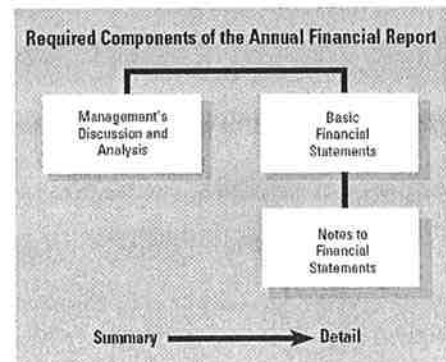 Required Components of the Annual Financial Report
Management's
Discussion and
Analysis
Basic
Financial
Statements
Notes to
Financial
Statements
Summary
Detail